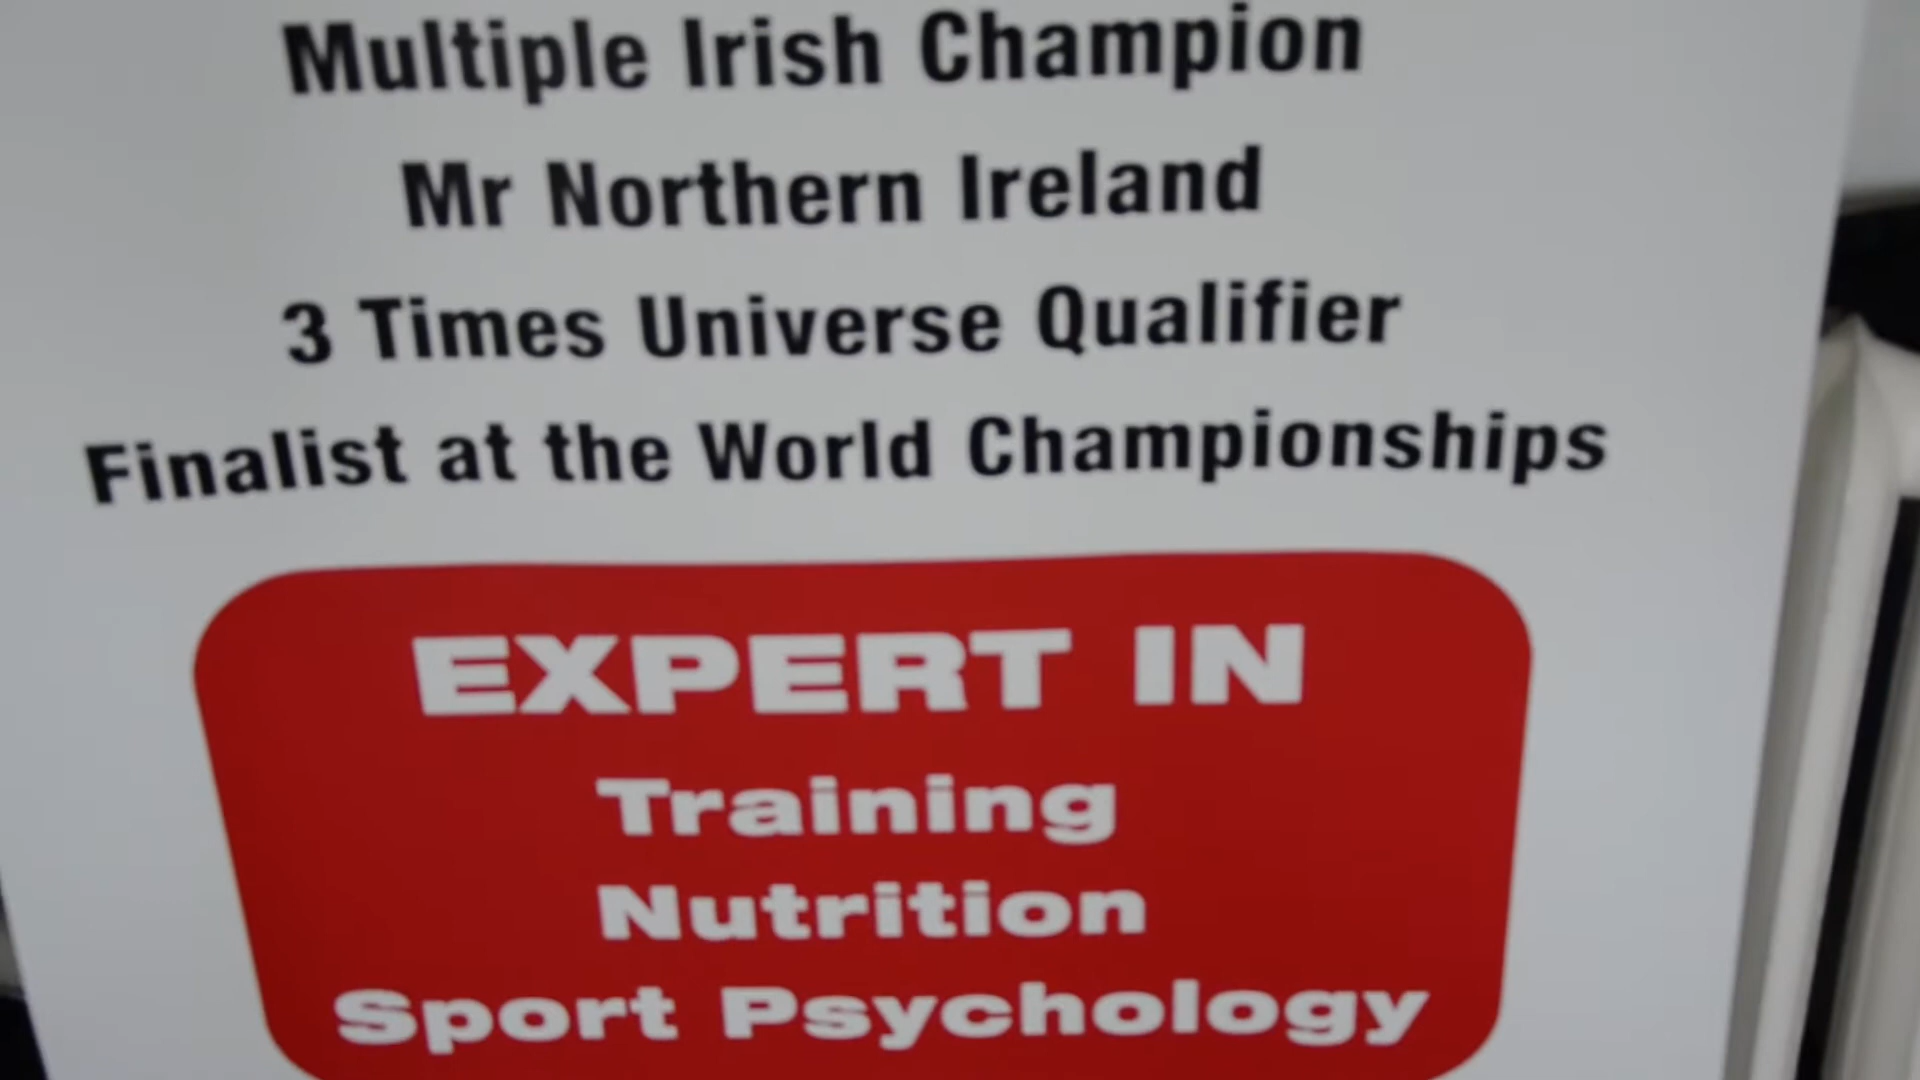 Multiple Irish Champion
Mr Northern Ireland
3 Times Universe Qualifier
Finalist at the World Championships
EXPERT IN
Training
Nutrition
Sport Psychology